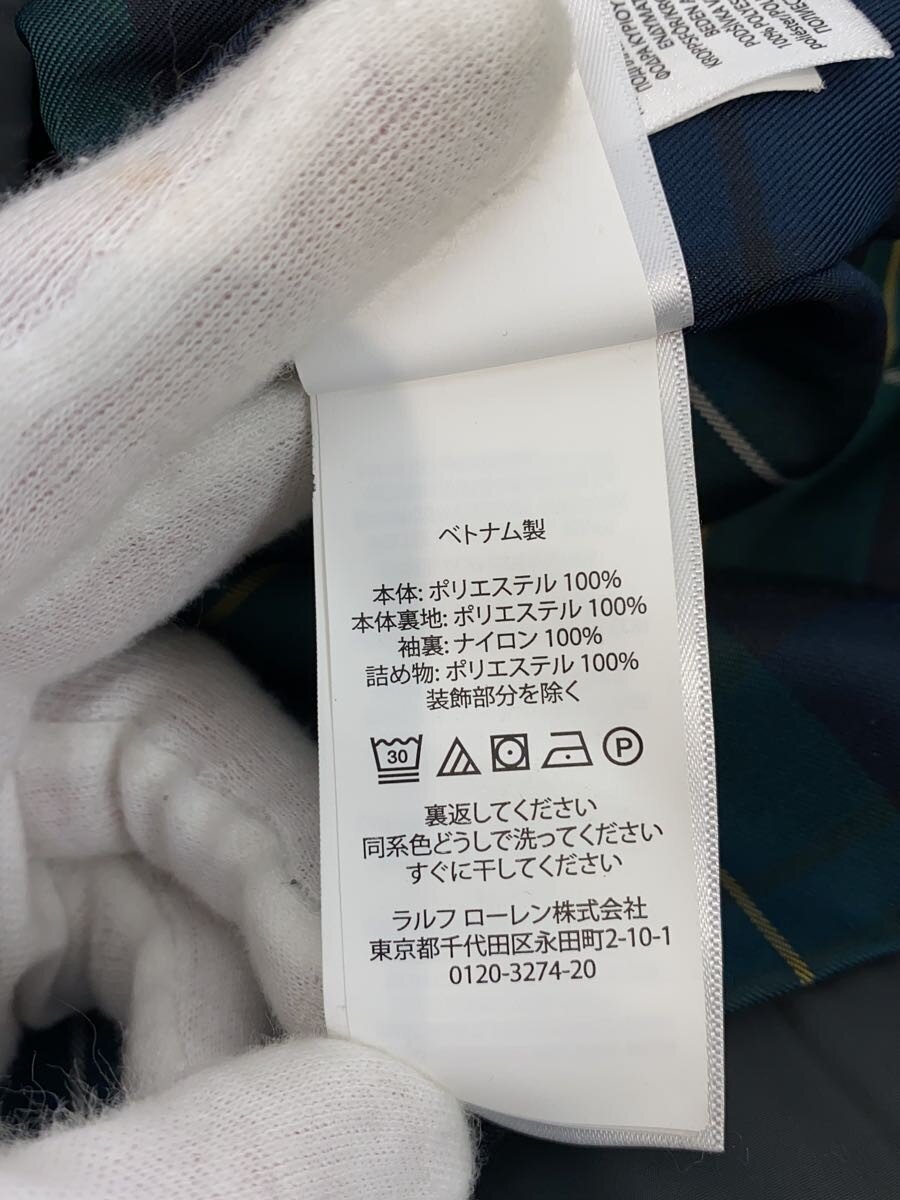 100% POLIES
PODŠÍVKA
BEDEN
KROPPSFOR
ベトナム製
本体: ポリエステル 100%
本体裏地: ポリエステル 100%
袖裏: ナイロン 100%
詰め物: ポリエステル 100%
装飾部分を除く
30 P
裏返してください
同系色どうしで洗ってください
すぐに干してください
ラルフ ローレン株式会社
東京都千代田区永田町2-10-1
0120-3274-20